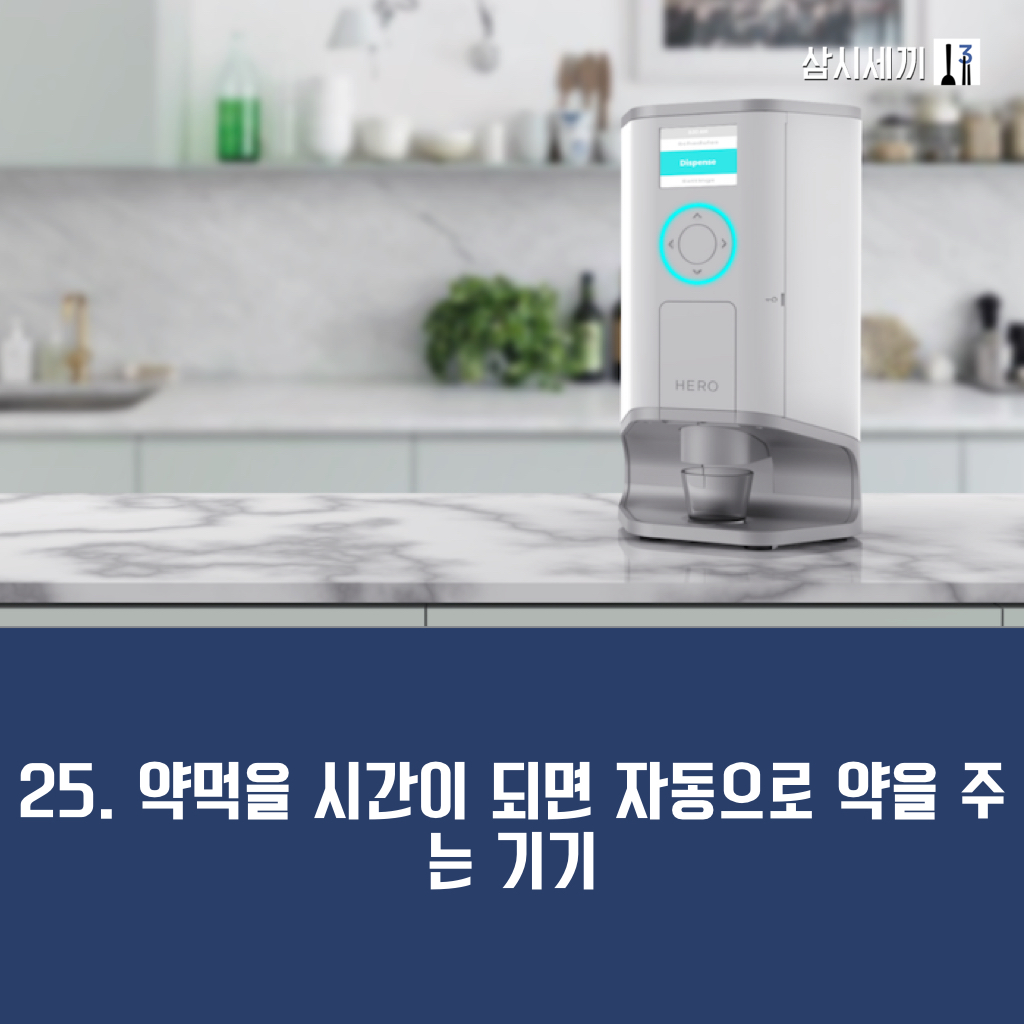 삼시세끼 3
Dispense
HERO
25. 약먹을 시간이 되면 자동으로 약을 주
는 기기